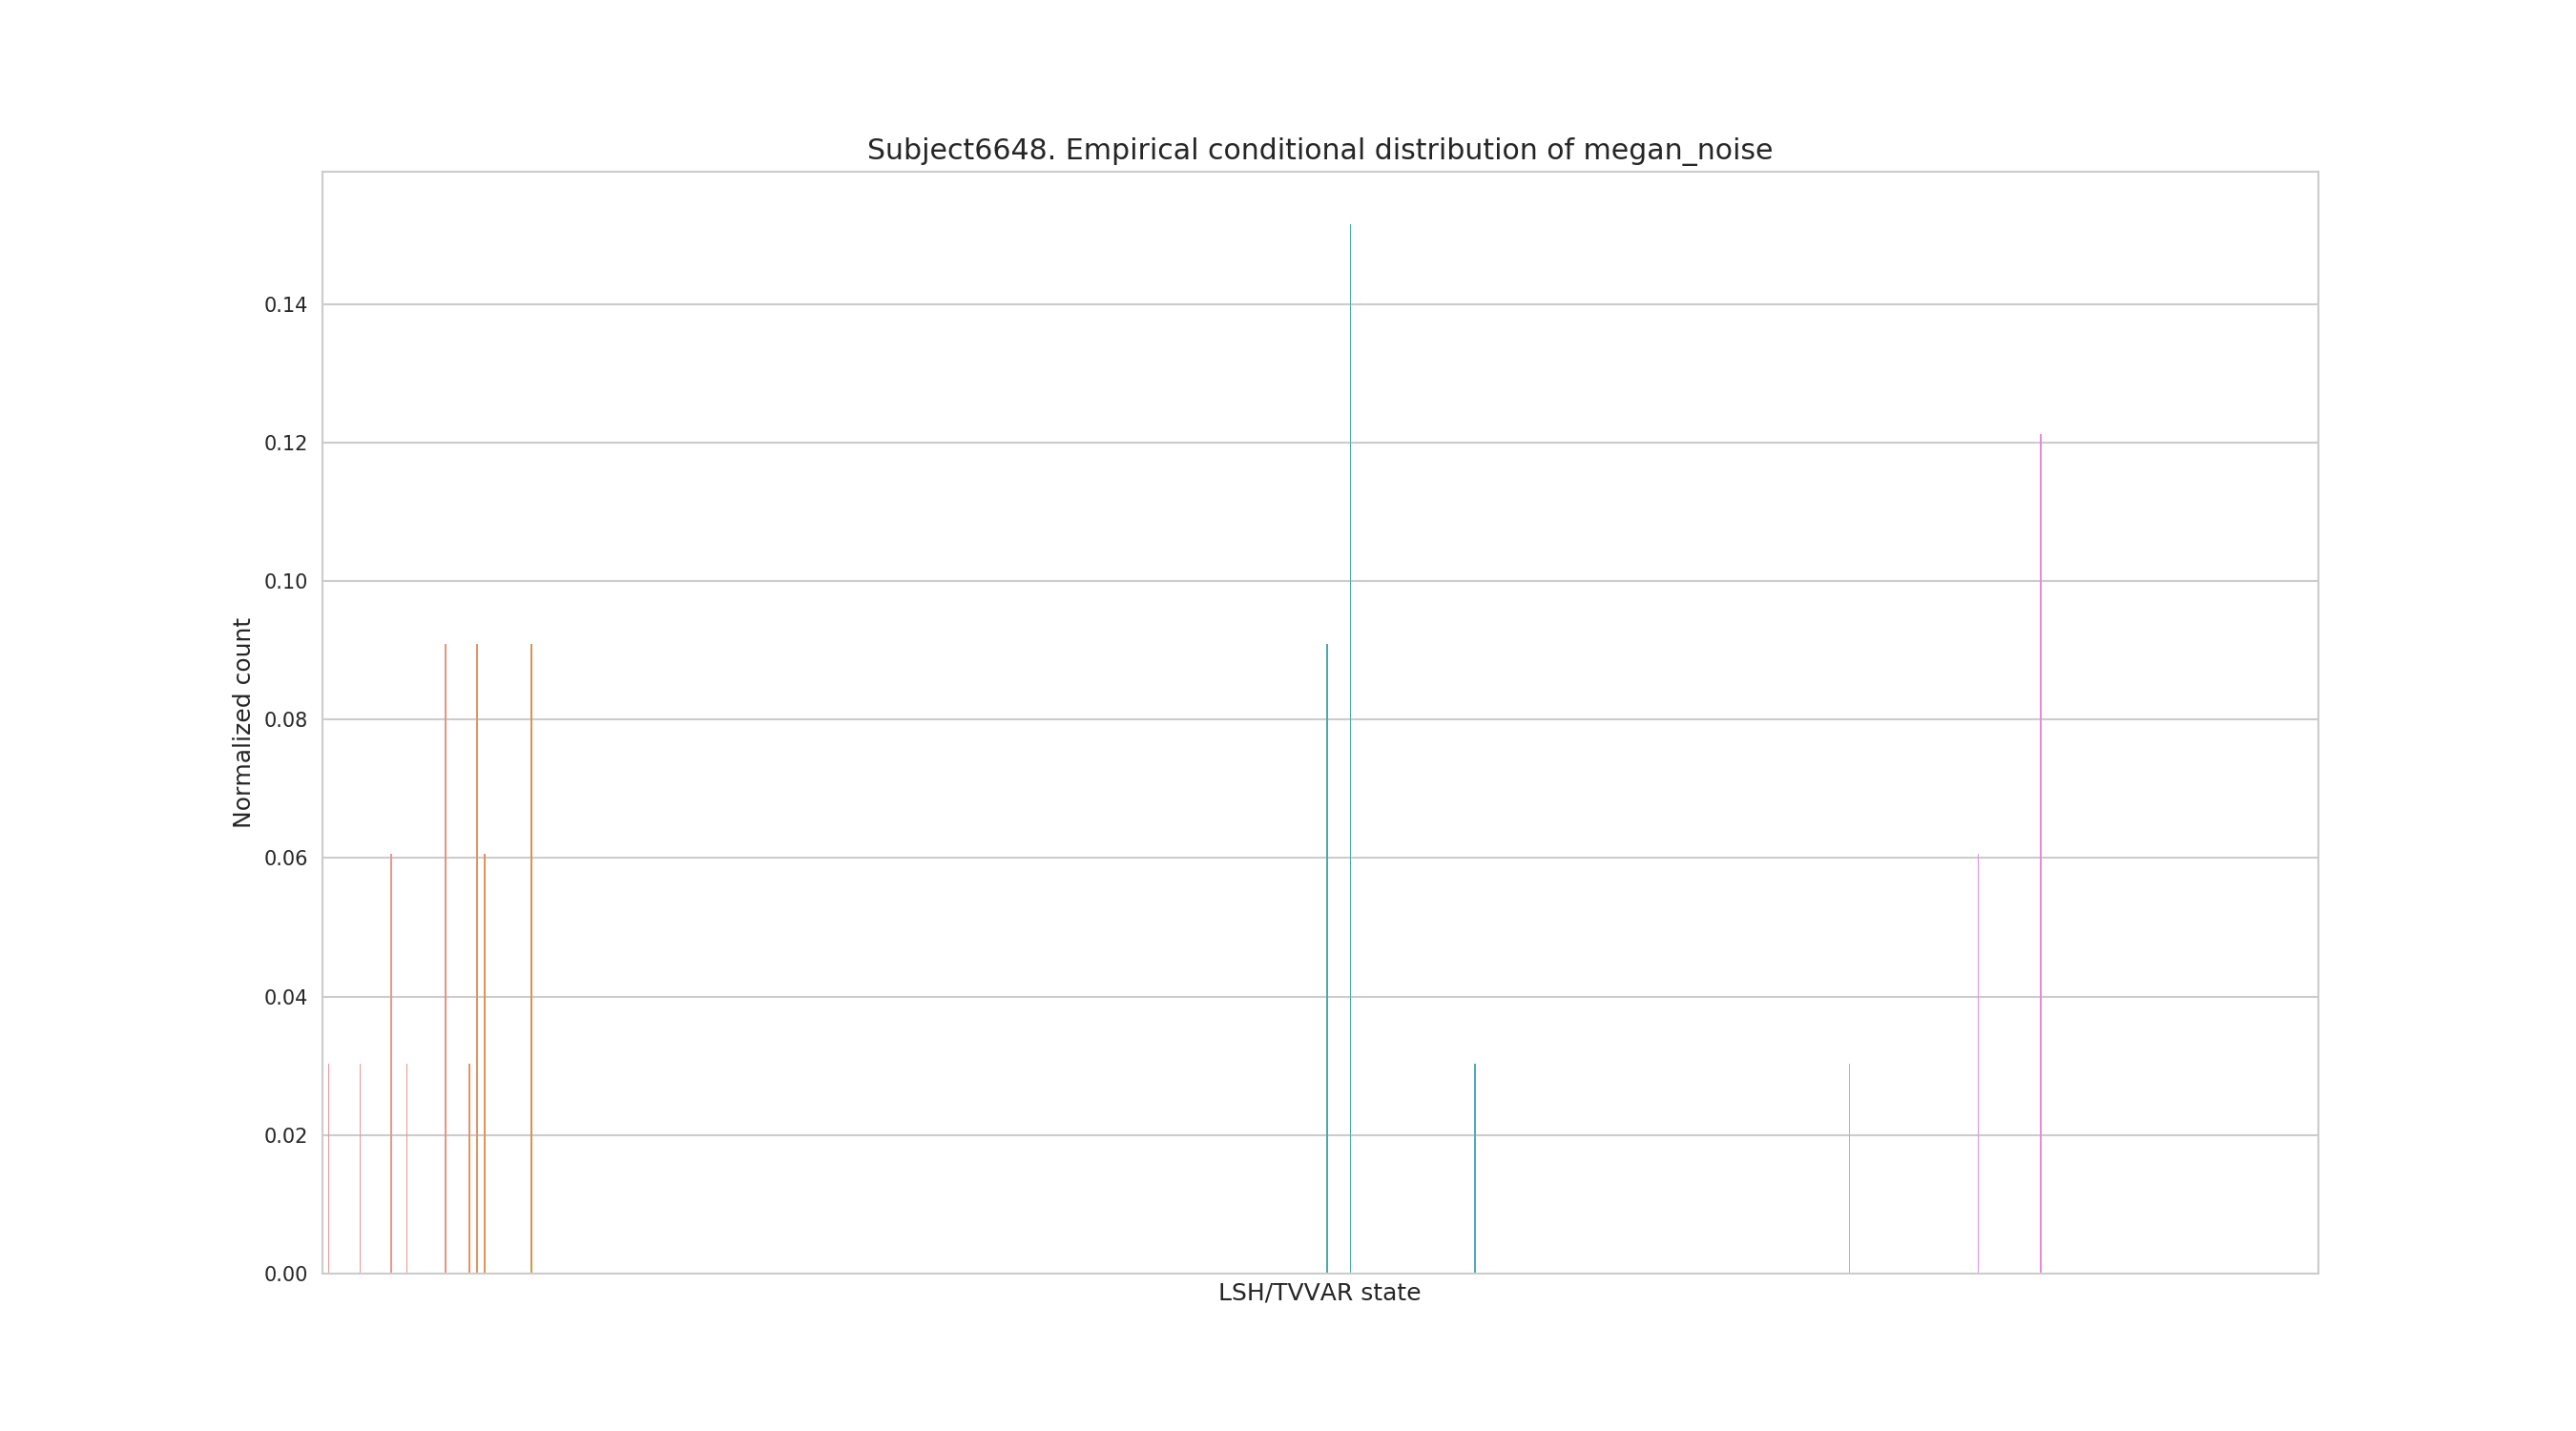 Subject6648. Empirical conditional distribution of megan_noise
0.14
0.12
0.10
0.08
0.06
0.04
0.02
0.00
Normalized count
LSH/TVVAR state